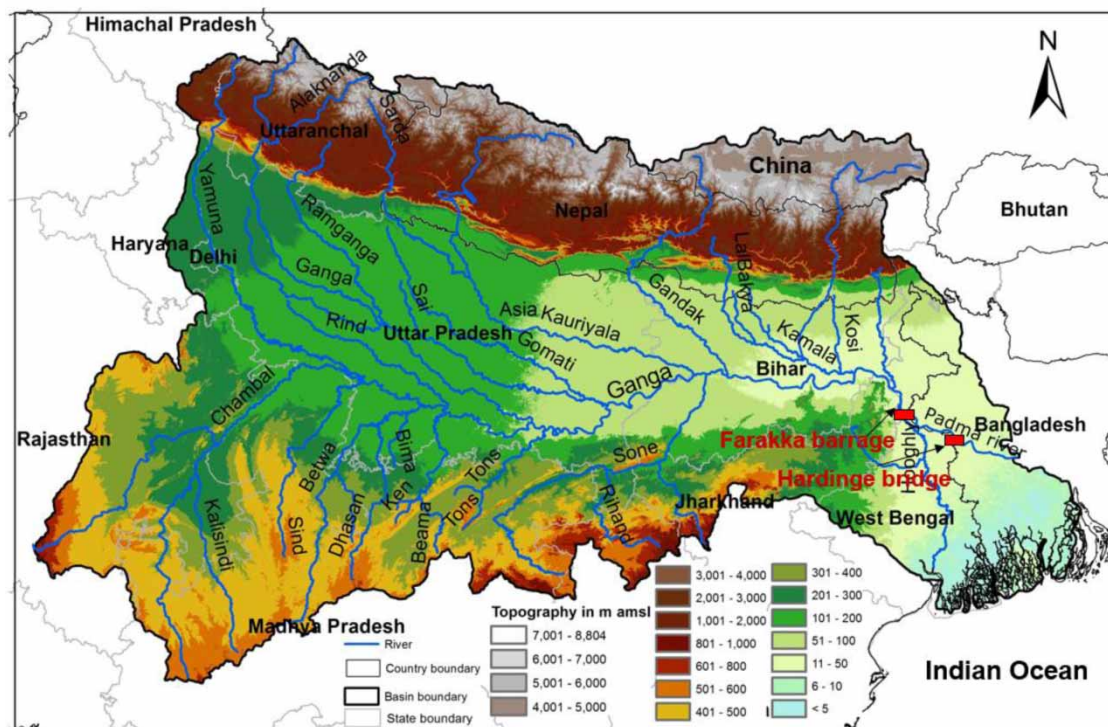 Himachal Pradesh
N
Alaknanda
Sarda
Uttaranchal
China
Yamuna
Nepal
Bhutan
Ramganga
Haryana
Delhi
LalBakya
Ganga
Sai
Gandak
Asia Kauriyala
Rind
Uttar Pradesh
Kamala
Kosi
Gomati
Bihar
Ganga
Chambal
Padma river
Bangladesh
Rajasthan
Farakka barrage
Hooghly
Betwa
Bima
Tons
Sone
Hardinge bridge
Ken
Jharkhand
Rihand
Tons
West Bengal
Kalisindi
Sind
Dhasan
Beama
Madhya Pradesh
Indian Ocean
River
Country boundary
Basin boundary
State boundary
Topography in m amsl
7,001 - 8,804
6,001 - 7,000
5,001 - 6,000
4,001 - 5,000
3,001 - 4,000
2,001 - 3,000
1,001 - 2,000
801 - 1,000
601 - 800
501 - 600
401 - 500
301 - 400
201 - 300
101 - 200
51 - 100
11 - 50
6 - 10
< 5